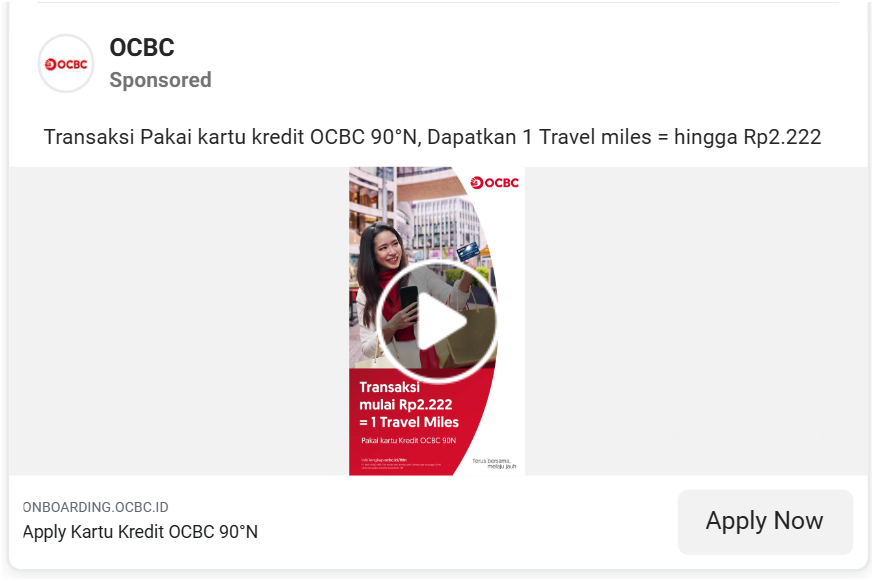 OCBC
OCBC
Sponsored
Transaksi Pakai kartu kredit OCBC 90°N, Dapatkan 1 Travel miles = hingga Rp2.222
OCBC
Transaksi
mulai Rp2.222
= 1 Travel Miles
Pakai kartu Kredit OCBC 90N
Terus bersama,
melaju jauh
ONBOARDING.OCBC.ID
Apply Kartu Kredit OCBC 90°N
Apply Now